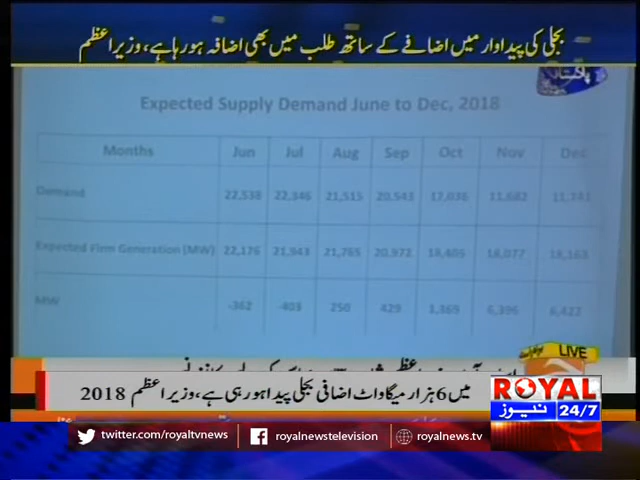 بجلی کی پیداوار میں اضافے کے ساتھ طلب میں بھی اضافہ ہو رہا ہے، وزیراعظم
Expected Supply Demand June to Dec, 2018
Months Jun Jul Aug Sep Oct Nov Dec
Demand 22,538 22,346 21,515 20,543 17,036 11,682 11,741
Expected Firm Generation (MW) 22,176 21,943 21,765 20,972 18,405 18,077 18,163
MW -362 -403 250 429 1,369 6,396 6,422
LIVE
میں 6 ہزار میگا واٹ اضافی بجلی پیدا ہو رہی ہے، وزیراعظم 2018
ROYAL
نیوز 24/7
twitter.com/royaltvnews royalnewstelevision royalnews.tv